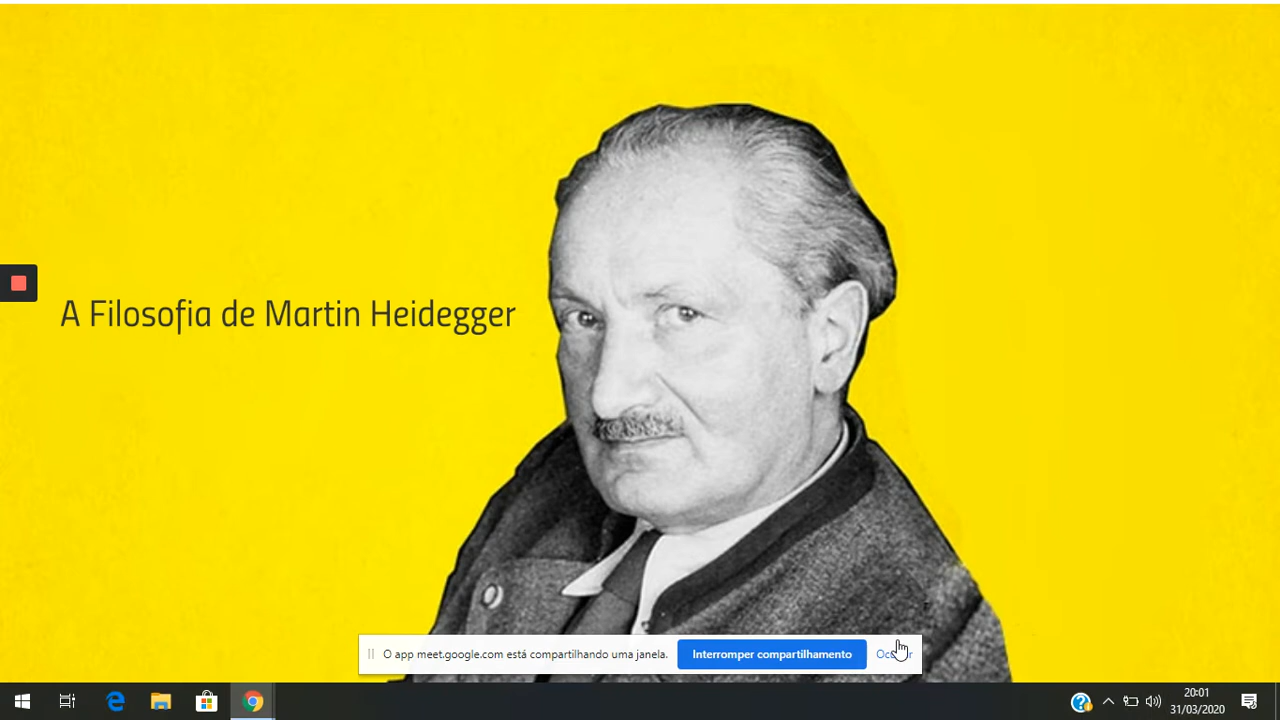 A Filosofia de Martin Heidegger
O app meet.google.com está compartilhando uma janela.
Interromper compartilhamento
20:01
31/03/2020